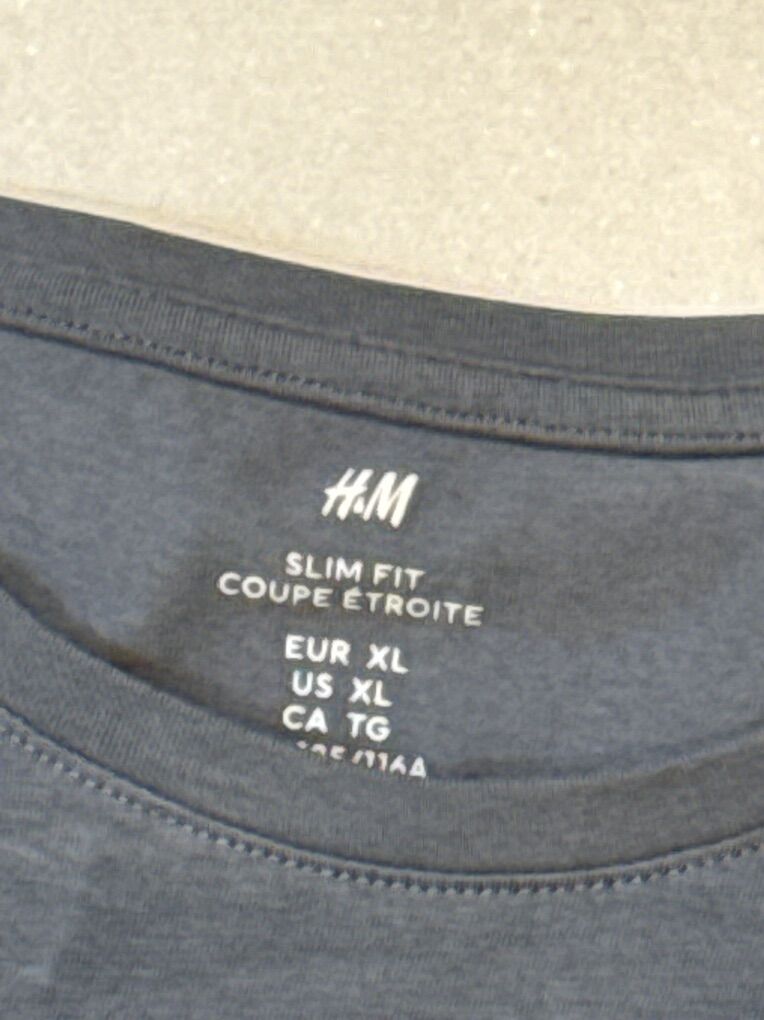 H&M
SLIM FIT
COUPE ÉTROITE
EUR XL
US XL
CA TG